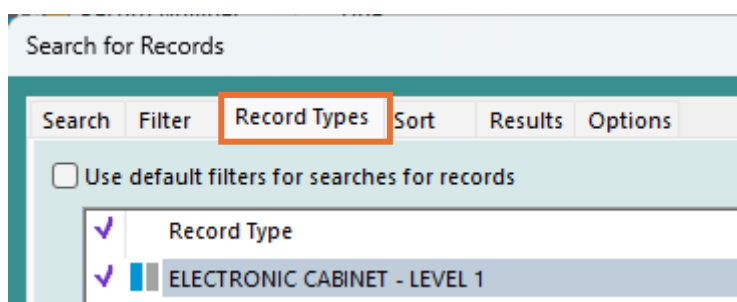 Search for Records
Search Filter Record Types Sort Results Options
Use default filters for searches for records
Record Type
ELECTRONIC CABINET - LEVEL 1